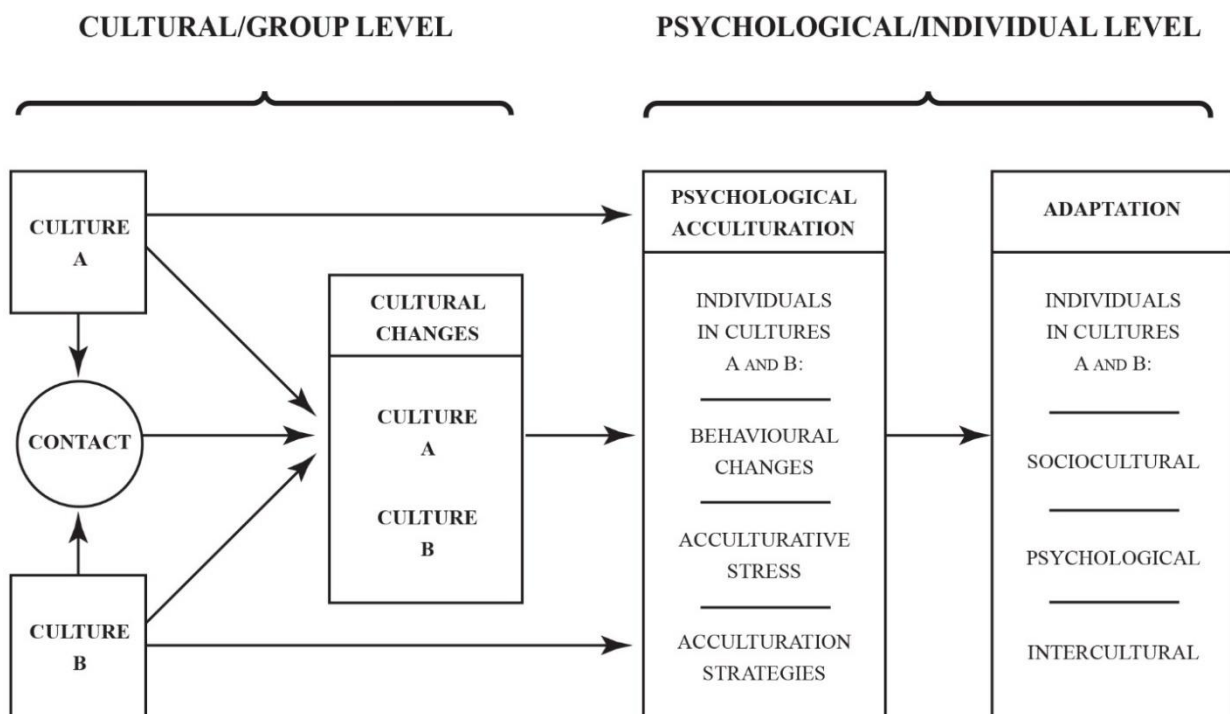 CULTURAL/GROUP LEVEL
PSYCHOLOGICAL/INDIVIDUAL LEVEL
CULTURE
A
CONTACT
CULTURE
B
CULTURAL
CHANGES
CULTURE
A
CULTURE
B
PSYCHOLOGICAL
ACCULTURATION
INDIVIDUALS
IN CULTURES
A AND B:
BEHAVIOURAL
CHANGES
ACCULTURATIVE
STRESS
ACCULTURATION
STRATEGIES
ADAPTATION
INDIVIDUALS
IN CULTURES
A AND B:
SOCIOCULTURAL
PSYCHOLOGICAL
INTERCULTURAL